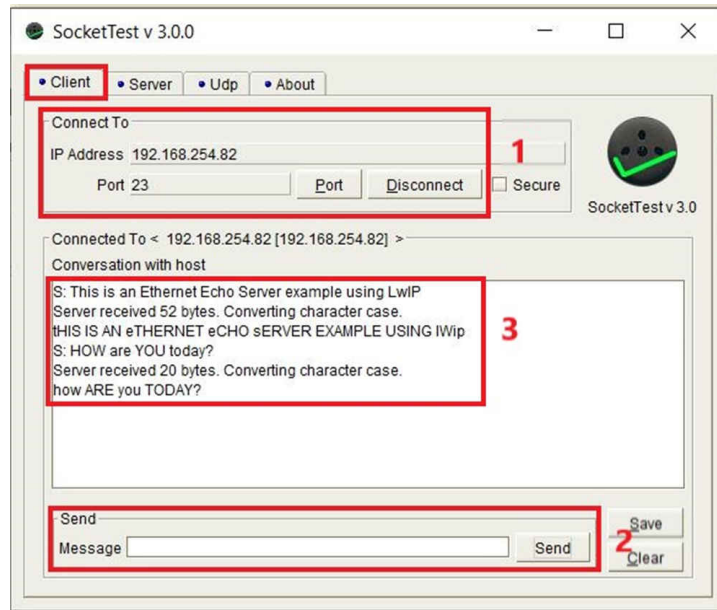 SocketTest v 3.0.0
Client Server Udp About
Connect To
IP Address 192.168.254.82
1
Port 23 Port Disconnect Secure
SocketTest v 3.0
Connected To < 192.168.254.82 [192.168.254.82] >
Conversation with host
S: This is an Ethernet Echo Server example using LwIP
Server received 52 bytes. Converting character case.
tHIS IS AN eTHERNET eCHO sERVER EXAMPLE USING lWip
S: HOW are YOU today?
Server received 20 bytes. Converting character case.
how ARE you TODAY?
3
Send
Message Send
2
Save
Clear